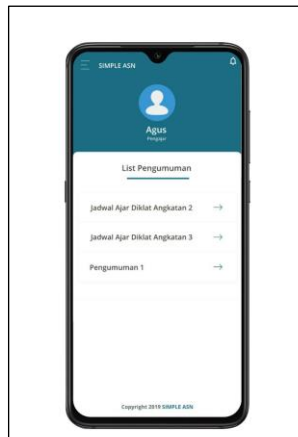 SIMPLE ASN
Agus
Pengajar
List Pengumuman
Jadwal Ajar Diklat Angkatan 2
Jadwal Ajar Diklat Angkatan 3
Pengumuman 1
Copyright 2019 SIMPLE ASN